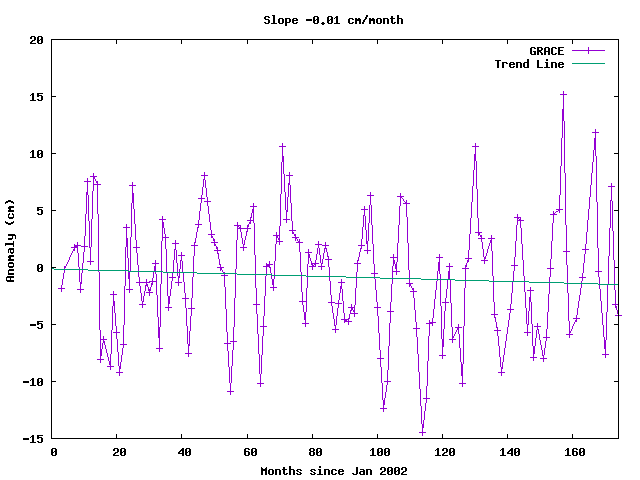 Slope -0.01 cm/month
20
GRACE
Trend Line
15
10
5
0
-5
-10
-15
Anomaly (cm)
0 20 40 60 80 100 120 140 160
Months since Jan 2002